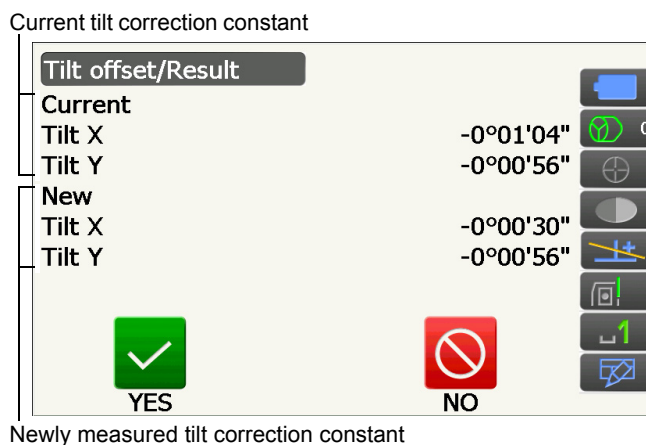 Current tilt correction constant
Tilt offset/Result
Current
Tilt X -0°01'04"
Tilt Y -0°00'56"
New
Tilt X -0°00'30"
Tilt Y -0°00'56"
1
YES NO
Newly measured tilt correction constant